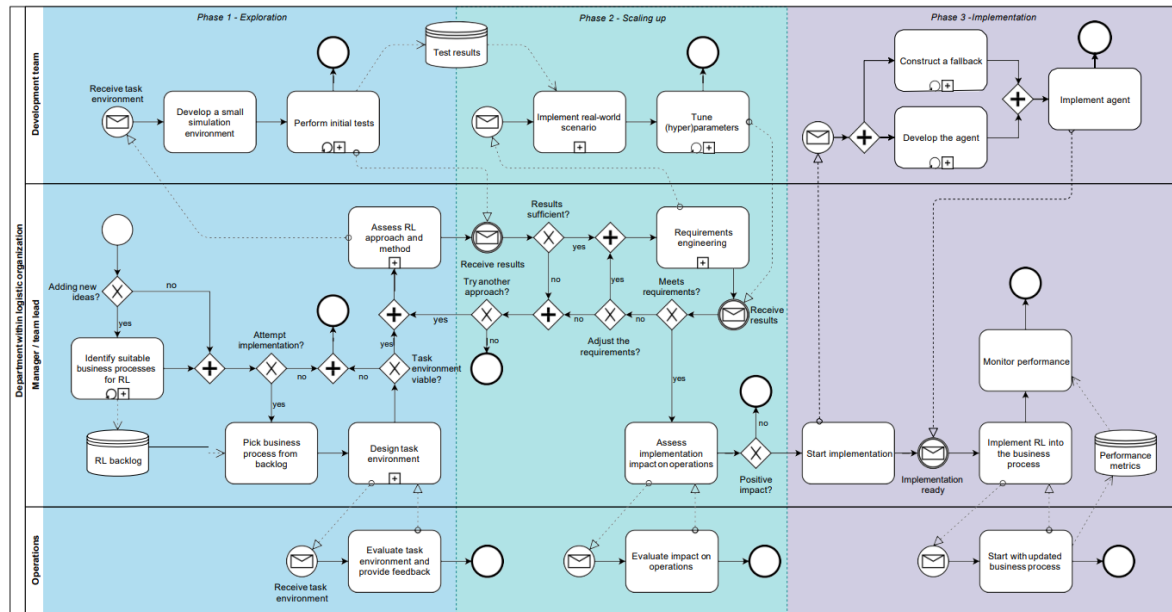 Phase 1 - Exploration
Phase 2 - Scaling up
Phase 3 -Implementation
Department within logistic organization
Development team
Receive task
environment
Develop a small
simulation
environment
Perform initial tests
Test results
Implement real-world
scenario
Tune
(hyper)parameters
Construct a fallback
Develop the agent
Implement agent
Manager / team lead
Adding new
ideas?
no
yes
Identify suitable
business processes
for RL
RL backlog
Attempt
implementation?
no
yes
Pick business
process from
backlog
Assess RL
approach and
method
yes
no
Task
environment
viable?
Design task
environment
Receive results
Results
sufficient?
yes
no
Try another
approach?
yes
no
no
Adjust the
requirements?
yes
no
Meets
requirements?
yes
Requirements
engineering
Receive
results
Assess
implementation
impact on operations
no
Positive
impact?
Start implementation
Implementation
ready
Monitor performance
Implement RL into
the business
process
Performance
metrics
Operations
Receive task
environment
Evaluate task
environment and
provide feedback
Evaluate impact on
operations
Start with updated
business process